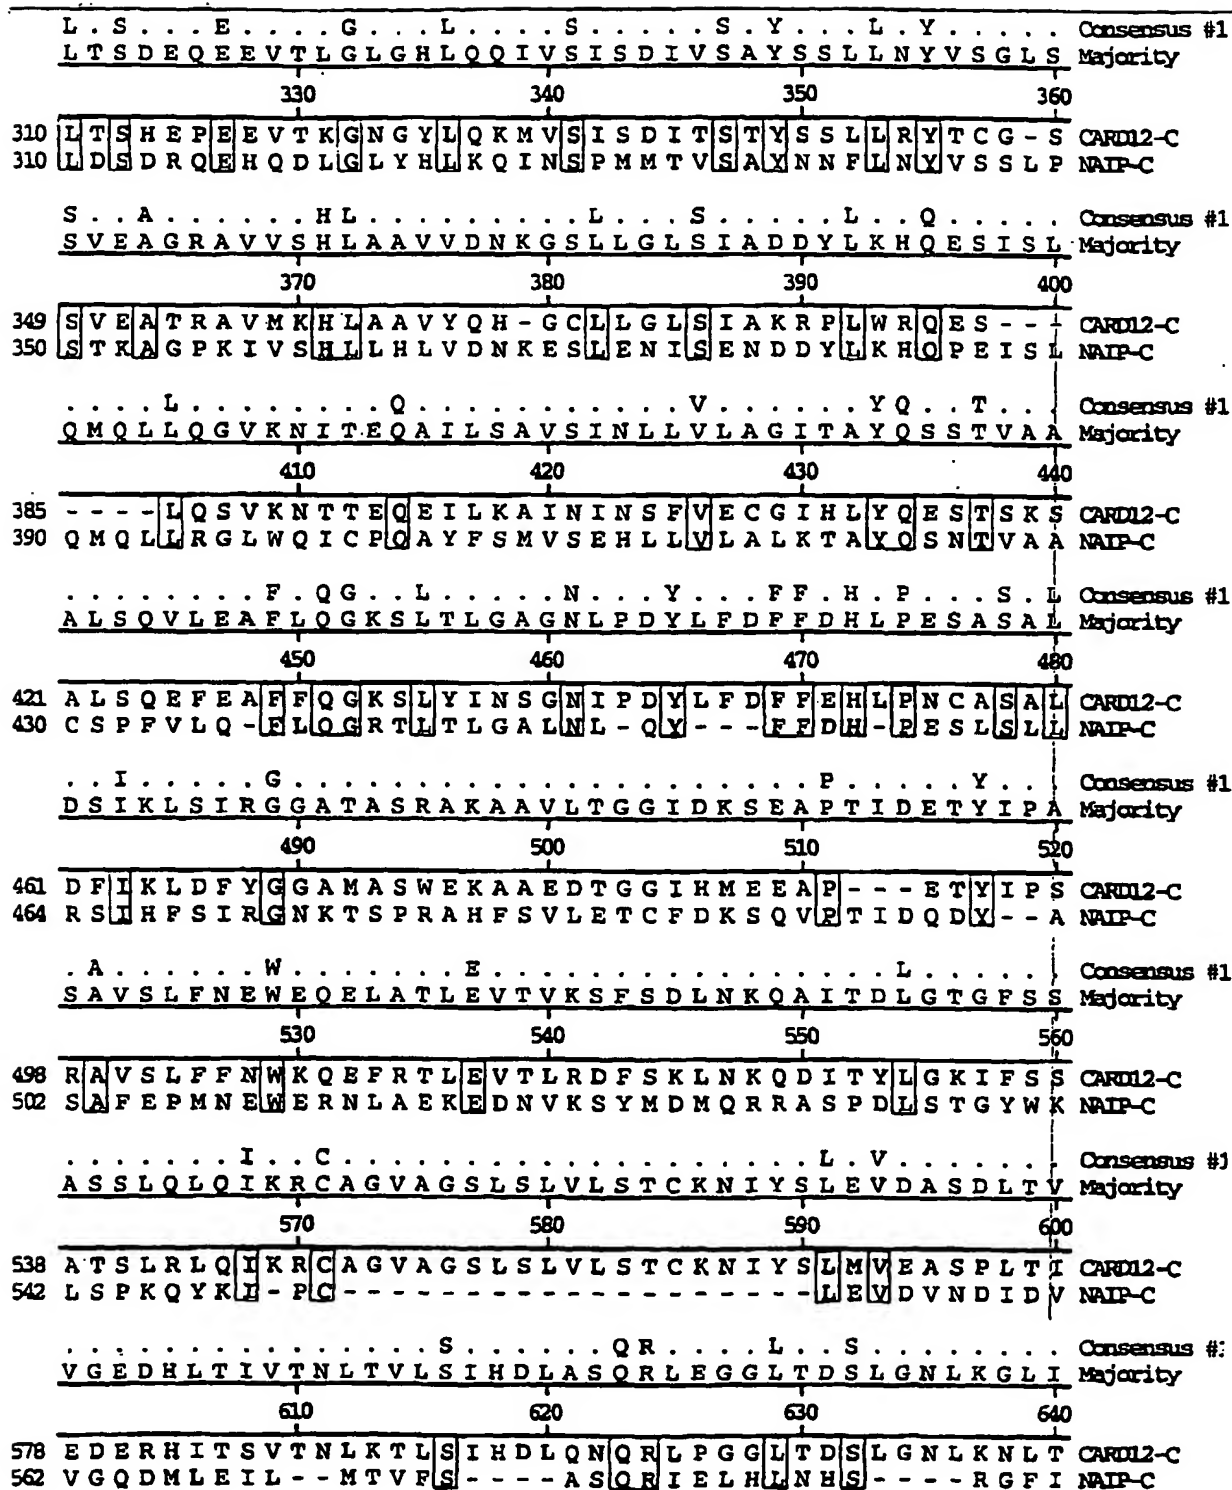 L . S . . . E . . . . G . . . L . . . . S . . . . . S . Y . . . L . Y . . . . . Consensus #1
L T S D E Q E E V T L G L G H L Q Q I V S I S D I V S A Y S S L L N Y V S G L S Majority
330 340 350 360
310 L T S H E P E E V T K G N G Y L Q K M V S I S D I T S T Y S S L L R Y T C G - S CARD12-C
310 L D S D R Q E H Q D L G L Y H L K Q I N S P M M T V S A Y N N F L N Y V S S L P NAIP-C
S . . A . . . . . . H L . . . . . . . . . L . . . S . . . . . L . . Q . . . . . Consensus #1
S V E A G R A V V S H L A A V V D N K G S L L G L S I A D D Y L K H Q E S I S L Majority
370 380 390 400
349 S V E A T R A V M K H L A A V Y Q H - G C L L G L S I A K R P L W R Q E S - - - CARD12-C
350 S T K A G P K I V S H L L H L V D N K E S L E N I S E N D D Y L K H Q P E I S L NAIP-C
. . . . L . . . . . . . . Q . . . . . . . . . . . V . . . . . . Y Q . . T . . . Consensus #1
Q M Q L L Q G V K N I T E Q A I L S A V S I N L L V L A G I T A Y Q S S T V A A Majority
410 420 430 440
385 - - - - L Q S V K N T T E Q E I L K A I N I N S F V E C G I H L Y Q E S T S K S CARD12-C
390 Q M Q L L R G L W Q I C P Q A Y F S M V S E H L L V L A L K T A Y Q S N T V A A NAIP-C
. . . . . . . . F . Q G . . L . . . . . N . . . Y . . . F F . H . P . . . S . L Consensus #1
A L S Q V L E A F L Q G K S L T L G A G N L P D Y L F D F F D H L P E S A S A L Majority
450 460 470 480
421 A L S Q E F E A F F Q G K S L Y I N S G N I P D Y L F D F F E H L P N C A S A L CARD12-C
430 C S P F V L Q - F L Q G R T L T L G A L N L - Q Y - - - F F D H - P E S L S L L NAIP-C
. . I . . . . . G . . . . . . . . . . . . . . . . . . . . . P . . . . . Y . . . Consensus #1
D S I K L S I R G G A T A S R A K A A V L T G G I D K S E A P T I D E T Y I P A Majority
490 500 510 520
461 D F I K L D F Y G G A M A S W E K A A E D T G G I H M E E A P - - - E T Y I P S CARD12-C
464 R S I H F S I R G N K T S P R A H F S V L E T C F D K S Q V P T I D Q D Y - - A NAIP-C
. A . . . . . . W . . . . . . . E . . . . . . . . . . . . . . . . L . . . . . . Consensus #1
S A V S L F N E W E Q E L A T L E V T V K S F S D L N K Q A I T D L G T G F S S Majority
530 540 550 560
498 R A V S L F F N W K Q E F R T L E V T L R D F S K L N K Q D I T Y L G K I F S S CARD12-C
502 S A F E P M N E W E R N L A E K E D N V K S Y M D M Q R R A S P D L S T G Y W K NAIP-C
. . . . . . . I . . C . . . . . . . . . . . . . . . . . . . L . V . . . . . . . Consensus #1
A S S L Q L Q I K R C A G V A G S L S L V L S T C K N I Y S L E V D A S D L T V Majority
570 580 590 600
538 A T S L R L Q I K R C A G V A G S L S L V L S T C K N I Y S L M V E A S P L T I CARD12-C
542 L S P K Q Y K I - P C - - - - - - - - - - - - - - - - - - - L E V D V N D I D V NAIP-C
. . . . . . . . . . . . . . . S . . . . . . Q R . . . . L . . S . . . . . . . . Consensus #1
V G E D H L T I V T N L T V L S I H D L A S Q R L E G G L T D S L G N L K G L I Majority
610 620 630 640
578 E D E R H I T S V T N L K T L S I H D L Q N Q R L P G G L T D S L G N L K N L T CARD12-C
562 V G Q D M L E I L - - M T V F S - - - - A S Q R I E L H L N H S - - - - R G F I NAIP-C